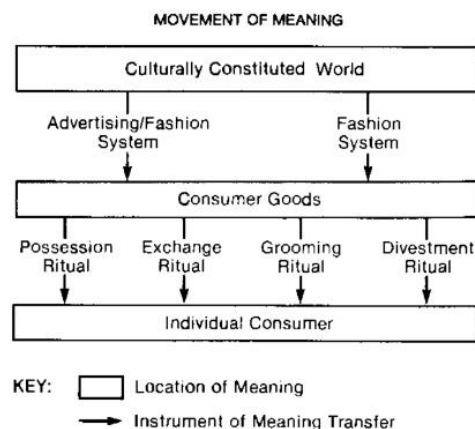 MOVEMENT OF MEANING
Culturally Constituted World
Advertising/Fashion System
Fashion System
Consumer Goods
Possession Ritual
Exchange Ritual
Grooming Ritual
Divestment Ritual
Individual Consumer
KEY:
Location of Meaning
Instrument of Meaning Transfer